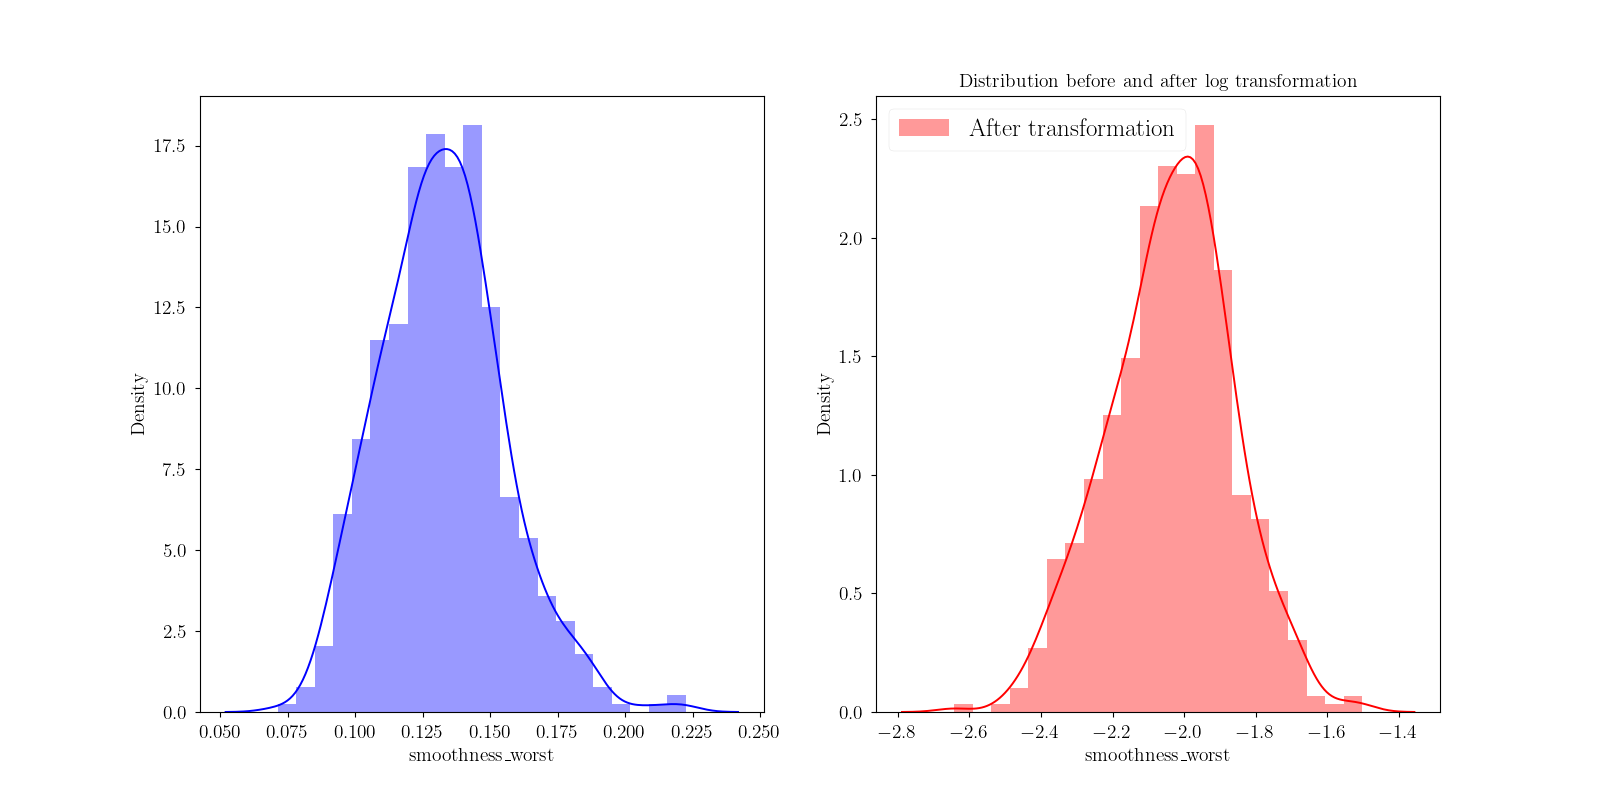 Distribution before and after log transformation
After transformation
Density
17.5
15.0
12.5
10.0
7.5
5.0
2.5
0.0
0.050 0.075 0.100 0.125 0.150 0.175 0.200 0.225 0.250
smoothness_worst
Density
2.5
2.0
1.5
1.0
0.5
0.0
−2.8 −2.6 −2.4 −2.2 −2.0 −1.8 −1.6 −1.4
smoothness_worst